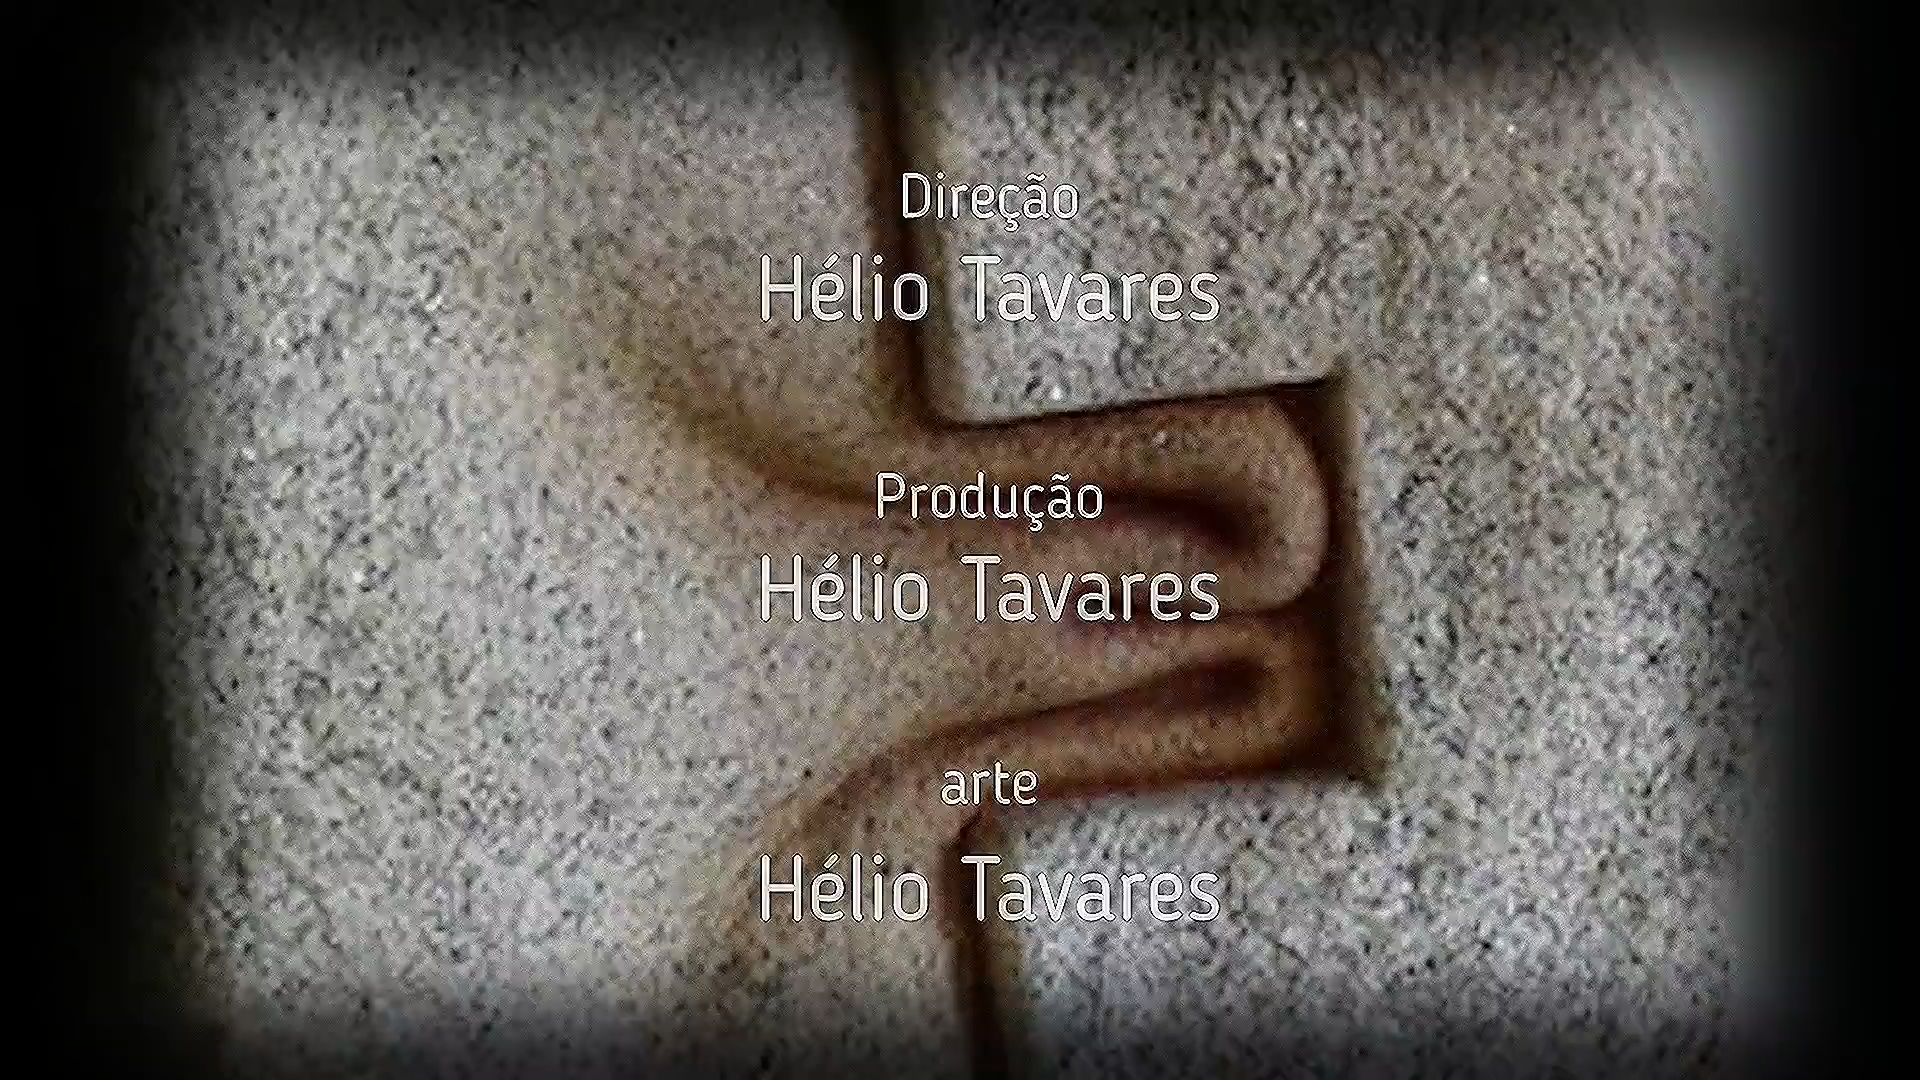 Direção
Hélio Tavares
Produção
Hélio Tavares
arte
Hélio Tavares